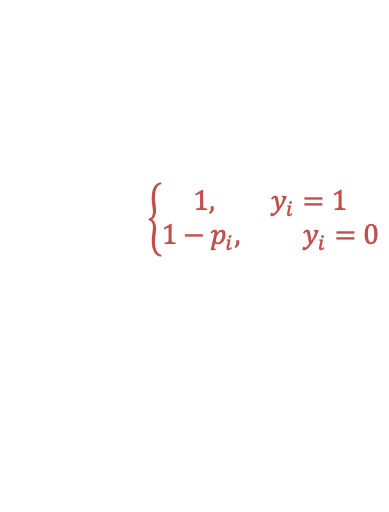 1, yᵢ = 1
1 − pᵢ, yᵢ = 0